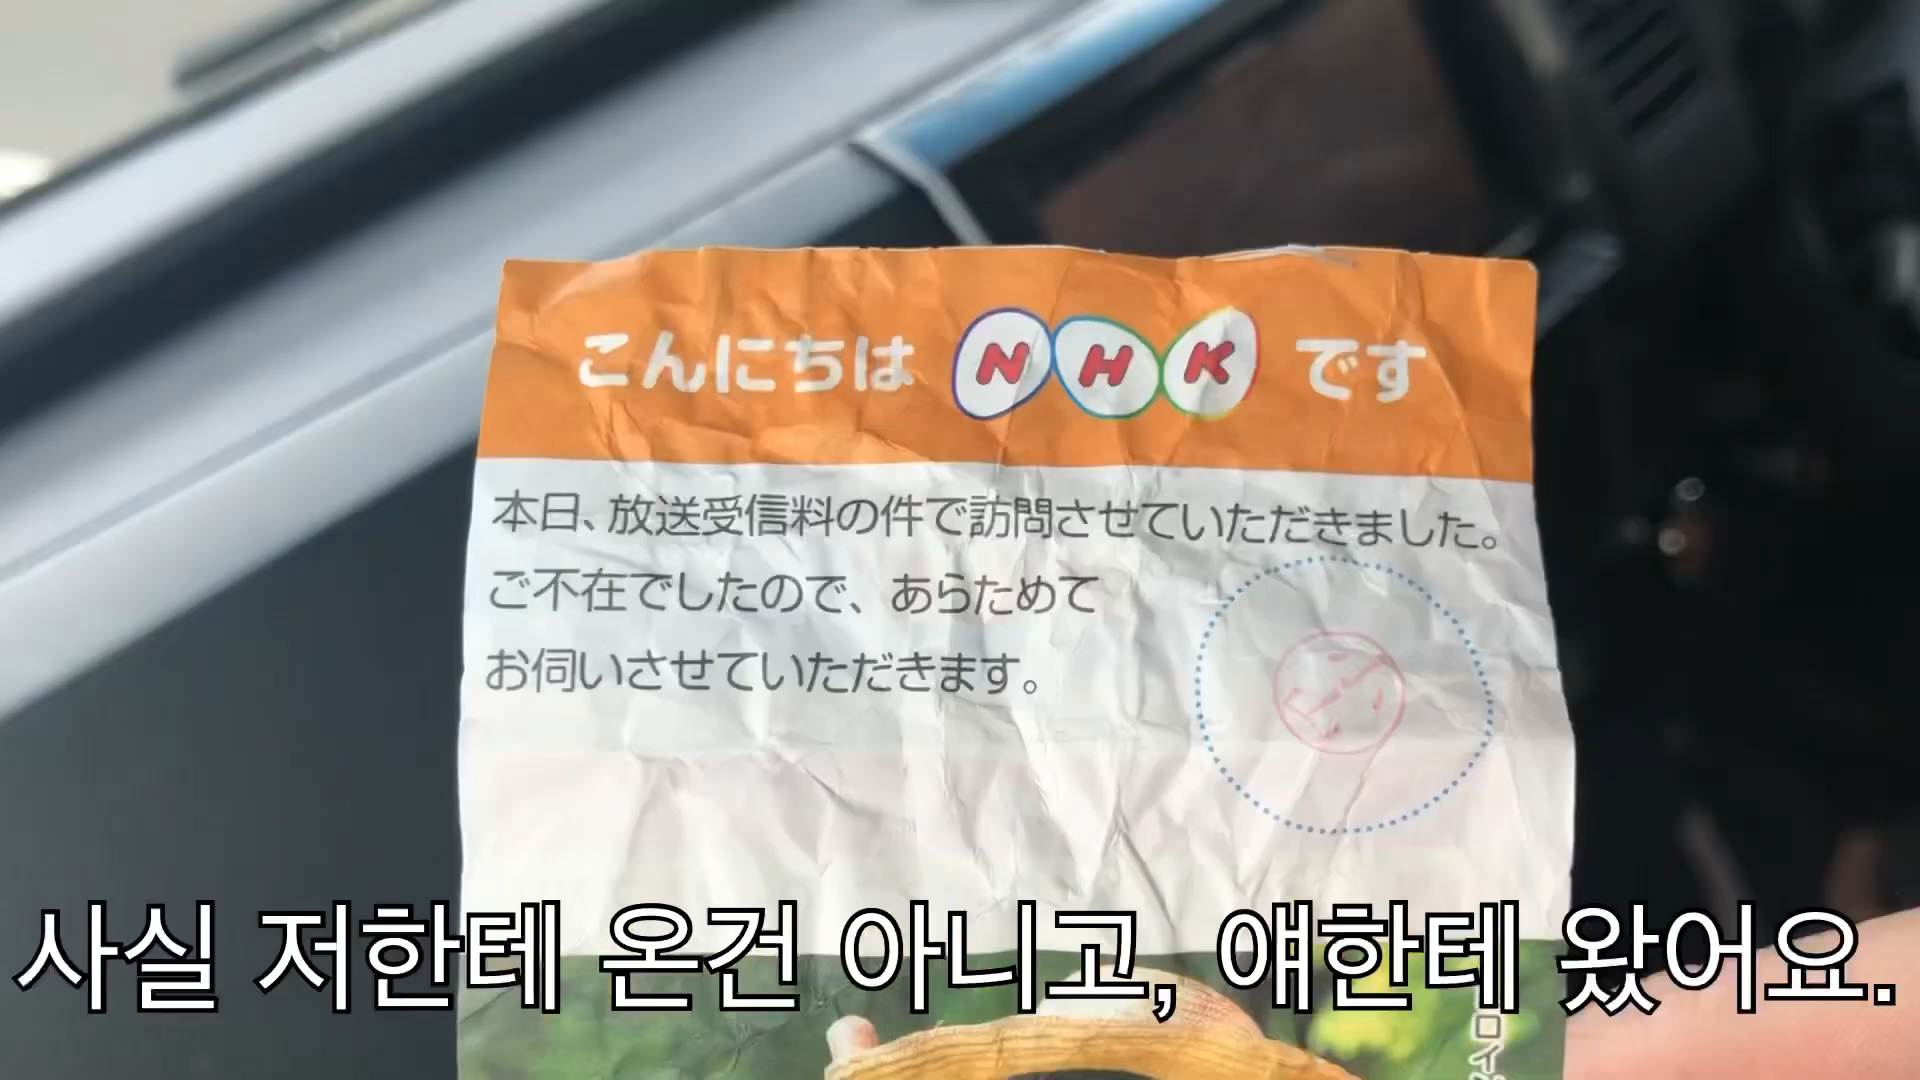 こんにちは NHK です
本日、放送受信料の件で訪問させていただきました。
ご不在でしたので、あらためて
お伺いさせていただきます。
사실 저한테 온건 아니고, 얘한테 왔어요.